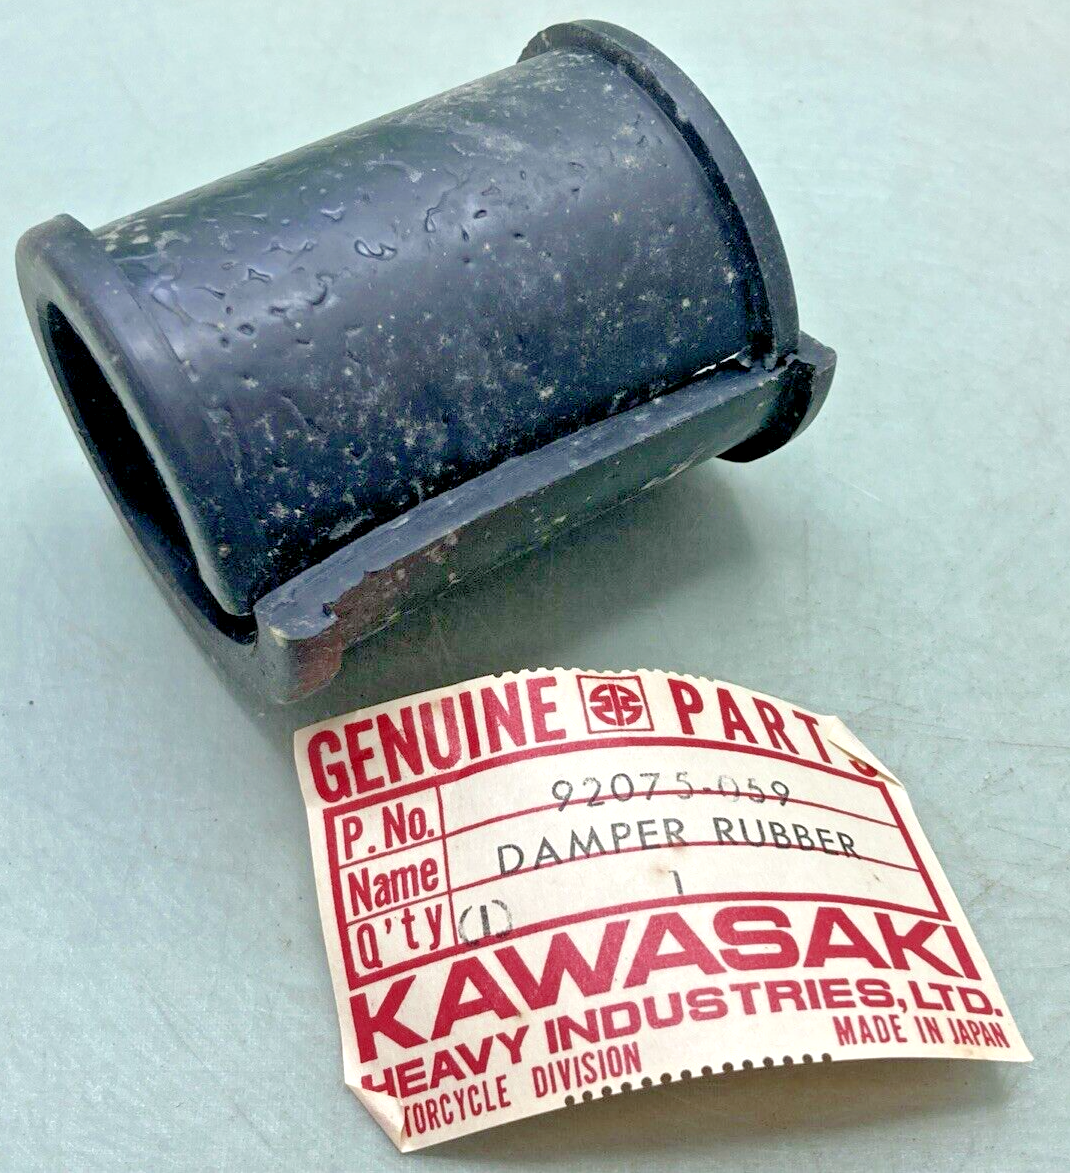 GENUINE PARTS
P. No. 92075-059
Name DAMPER RUBBER
Q'ty (1) 1
KAWASAKI
HEAVY INDUSTRIES, LTD.
TORCYCLE DIVISION MADE IN JAPAN